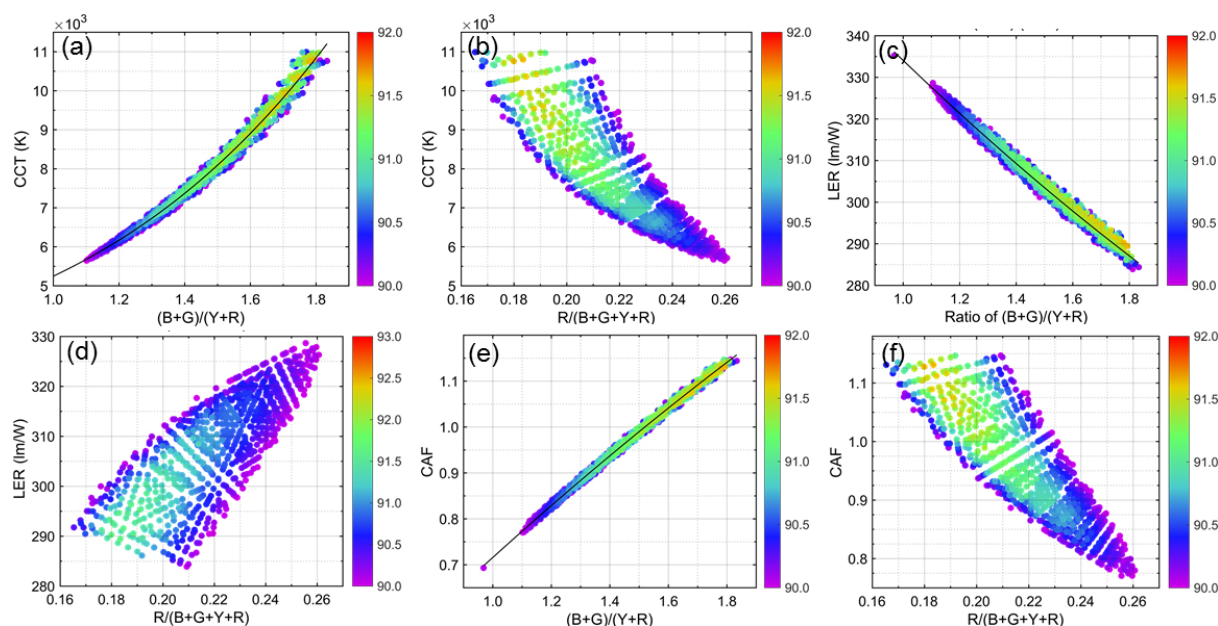 ×10³
(a)
CCT (K)
11
10
9
8
7
6
5
1.0 1.2 1.4 1.6 1.8
(B+G)/(Y+R)
92.0
91.5
91.0
90.5
90.0
×10³
(b)
CCT (K)
11
10
9
8
7
6
5
0.16 0.18 0.20 0.22 0.24 0.26
R/(B+G+Y+R)
92.0
91.5
91.0
90.5
90.0
(c)
LER (lm/W)
340
330
320
310
300
290
280
1.0 1.2 1.4 1.6 1.8
Ratio of (B+G)/(Y+R)
92.0
91.5
91.0
90.5
90.0
(d)
LER (lm/W)
330
320
310
300
290
280
0.16 0.18 0.20 0.22 0.24 0.26
R/(B+G+Y+R)
93.0
92.5
92.0
91.5
91.0
90.5
90.0
(e)
CAF
1.1
1.0
0.9
0.8
0.7
1.0 1.2 1.4 1.6 1.8
(B+G)/(Y+R)
92.0
91.5
91.0
90.5
90.0
(f)
CAF
1.1
1.0
0.9
0.8
0.16 0.18 0.20 0.22 0.24 0.26
R/(B+G+Y+R)
92.0
91.5
91.0
90.5
90.0